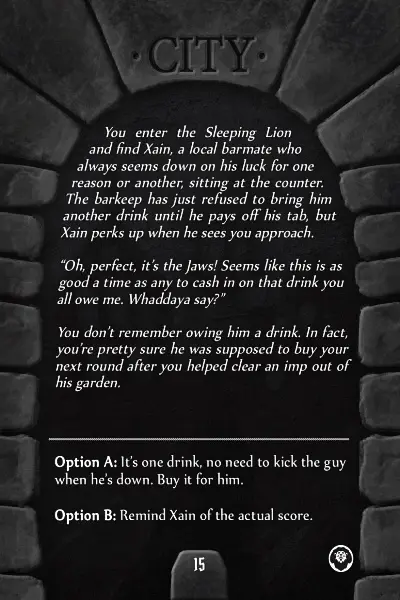 ·CITY·
You enter the Sleeping Lion
and find Xain, a local barmate who
always seems down on his luck for one
reason or another, sitting at the counter.
The barkeep has just refused to bring him
another drink until he pays off his tab, but
Xain perks up when he sees you approach.
“Oh, perfect, it’s the Jaws! Seems like this is as
good a time as any to cash in on that drink you
all owe me. Whaddaya say?”
You don’t remember owing him a drink. In fact,
you’re pretty sure he was supposed to buy your
next round after you helped clear an imp out of
his garden.
Option A: It’s one drink, no need to kick the guy
when he’s down. Buy it for him.
Option B: Remind Xain of the actual score.
15